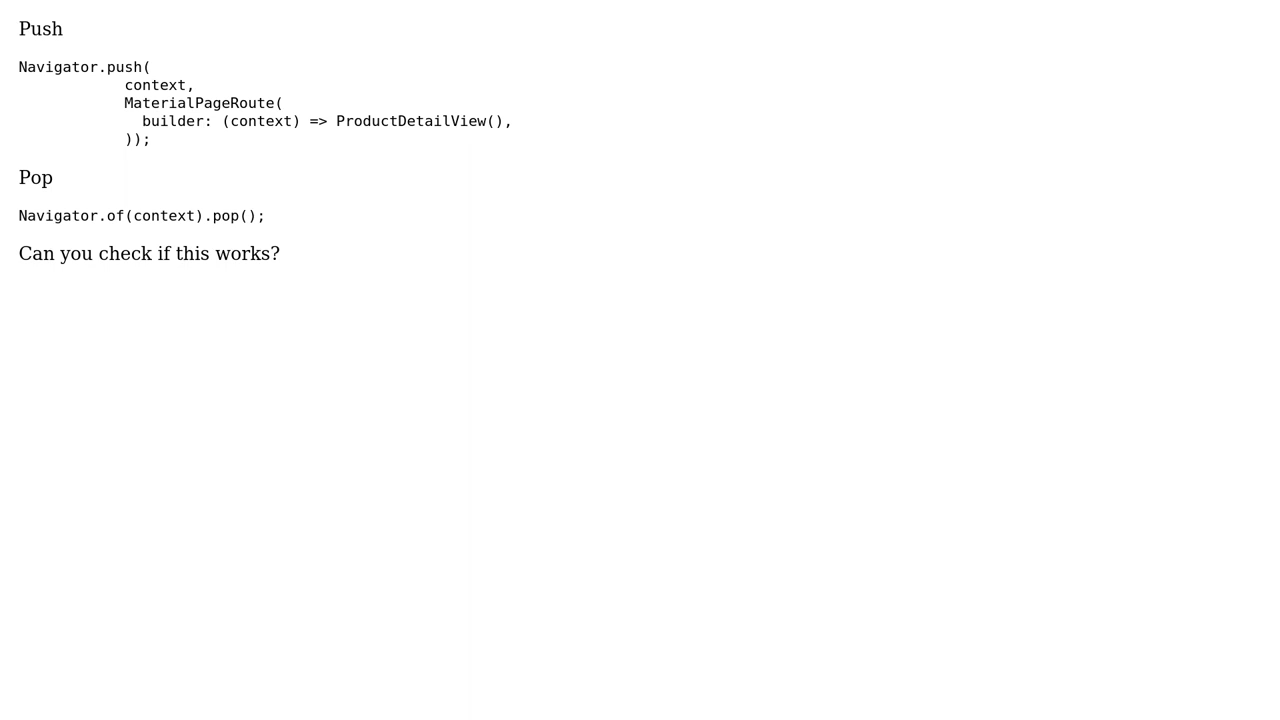 Push
Navigator.push(
            context,
            MaterialPageRoute(
              builder: (context) => ProductDetailView(),
            ));
Pop
Navigator.of(context).pop();
Can you check if this works?